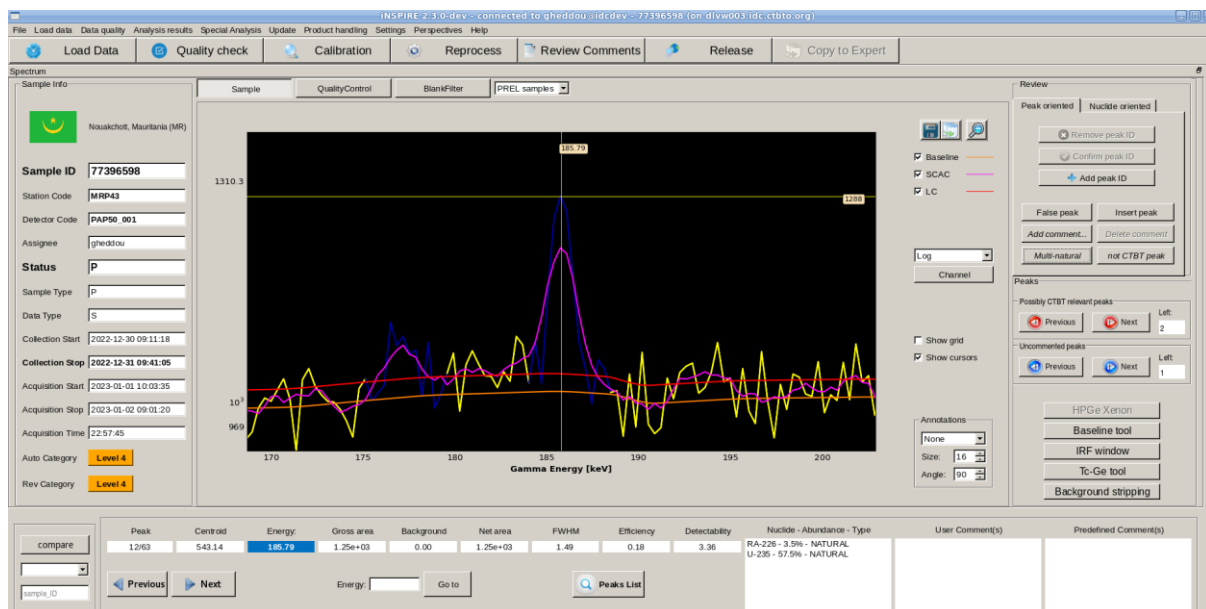 iNSPIRE 2.3.0-dev - connected to gheddou@idcdev - 77396598 (on dlvw003.idc.ctbto.org)
File Load data Data quality Analysis results Special Analysis Update Product handling Settings Perspectives Help
Load Data Quality check Calibration Reprocess Review Comments Release Copy to Expert
Spectrum
Sample Info
Nouakchott, Mauritania (MR)
Sample ID 77396598
Station Code MRP43
Detector Code PAP50_001
Assignee gheddou
Status P
Sample Type P
Data Type S
Collection Start 2022-12-30 09:11:18
Collection Stop 2022-12-31 09:41:05
Acquisition Start 2023-01-01 10:03:35
Acquisition Stop 2023-01-02 09:01:20
Acquisition Time 22:57:45
Auto Category Level 4
Rev Category Level 4
Sample QualityControl BlankFilter PREL samples
185.79
1310.3
1288
10³
969
170 175 180 185 190 195 200
Gamma Energy [keV]
Baseline
SCAC
LC
Log
Channel
Show grid
Show cursors
Annotations
None
Size: 16
Angle: 90
Review
Peak oriented Nuclide oriented
Remove peak ID
Confirm peak ID
Add peak ID
False peak Insert peak
Add comment... Delete comment
Multi-natural not CTBT peak
Peaks
Possibly CTBT relevant peaks
Previous Next Left: 2
Uncommented peaks
Previous Next Left: 1
HPGe Xenon
Baseline tool
IRF window
Tc-Ge tool
Background stripping
compare
sample_ID
Peak Centroid Energy: Gross area Background Net area FWHM Efficiency Detectability
12/63 543.14 185.79 1.25e+03 0.00 1.25e+03 1.49 0.18 3.36
Previous Next Energy: Go to Peaks List
Nuclide - Abundance - Type
RA-226 - 3.5% - NATURAL
U-235 - 57.5% - NATURAL
User Comment(s)
Predefined Comment(s)